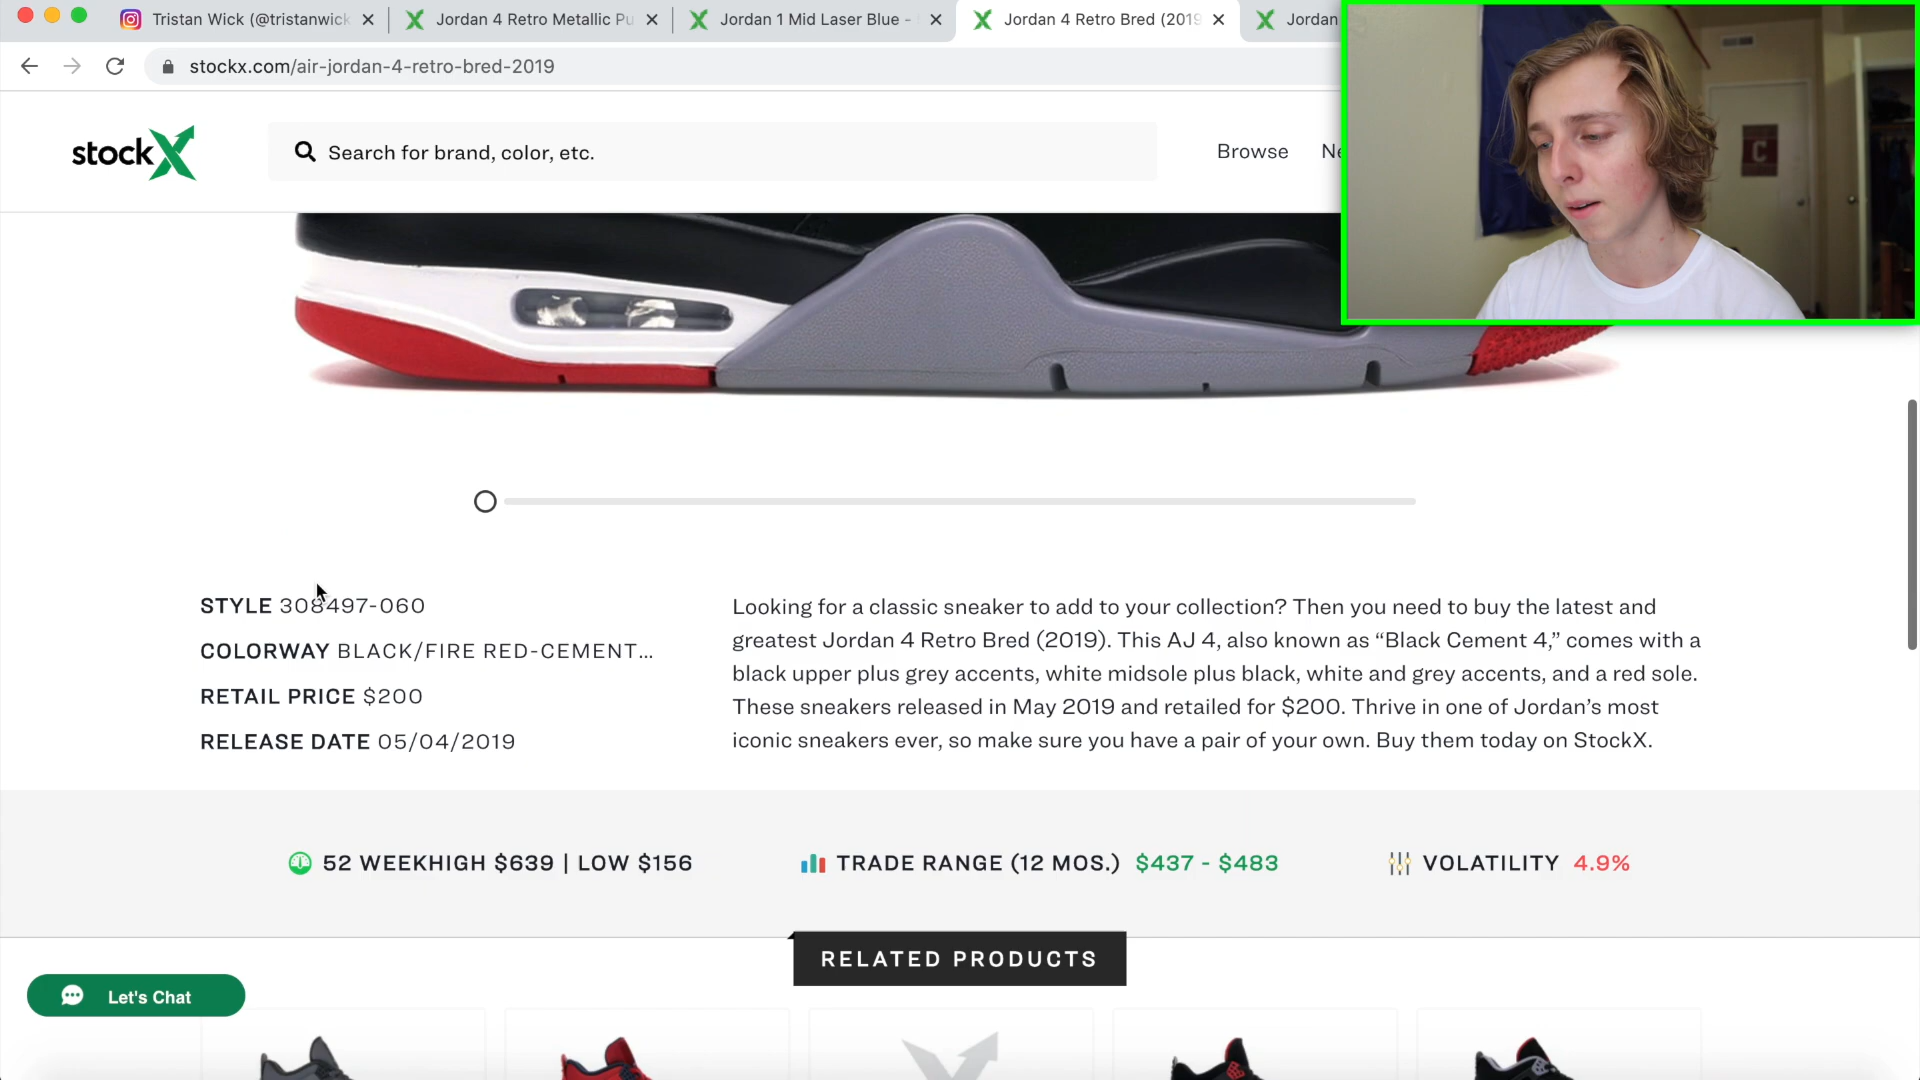 Tristan Wick (@tristanwick
Jordan 4 Retro Metallic Pu
Jordan 1 Mid Laser Blue -
Jordan 4 Retro Bred (2019
Jordan
stockx.com/air-jordan-4-retro-bred-2019
stockX
Search for brand, color, etc.
Browse
Ne
C
STYLE 308497-060
COLORWAY BLACK/FIRE RED-CEMENT...
RETAIL PRICE $200
RELEASE DATE 05/04/2019
Looking for a classic sneaker to add to your collection? Then you need to buy the latest and
greatest Jordan 4 Retro Bred (2019). This AJ 4, also known as “Black Cement 4,” comes with a
black upper plus grey accents, white midsole plus black, white and grey accents, and a red sole.
These sneakers released in May 2019 and retailed for $200. Thrive in one of Jordan’s most
iconic sneakers ever, so make sure you have a pair of your own. Buy them today on StockX.
52 WEEKHIGH $639 | LOW $156
TRADE RANGE (12 MOS.) $437 - $483
VOLATILITY 4.9%
RELATED PRODUCTS
Let's Chat